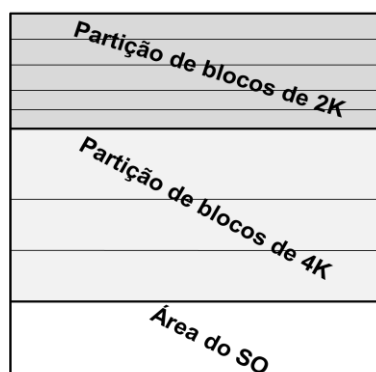 Partição de blocos de 2K
Partição de blocos de 4K
Área do SO